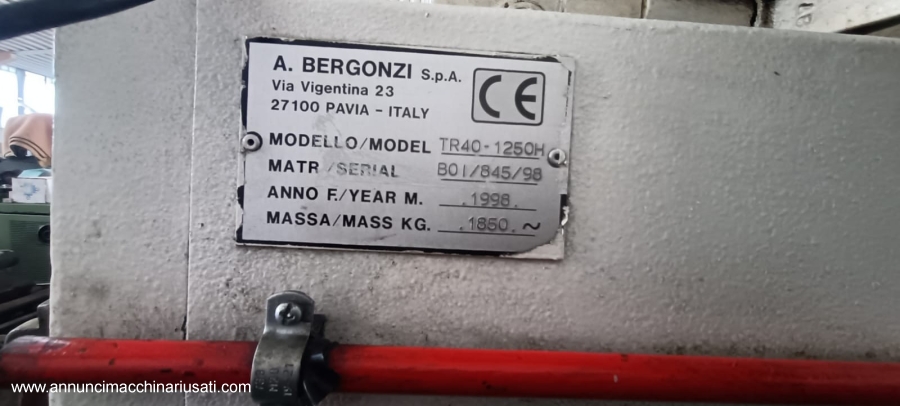 A. BERGONZI S.p.A.
Via Vigentina 23
27100 PAVIA - ITALY
CE
MODELLO/MODEL TR40-1250H
MATR /SERIAL BOI/845/98
ANNO F./YEAR M. .1998.
MASSA/MASS KG. .1850. ~
www.annuncimacchinariusati.com